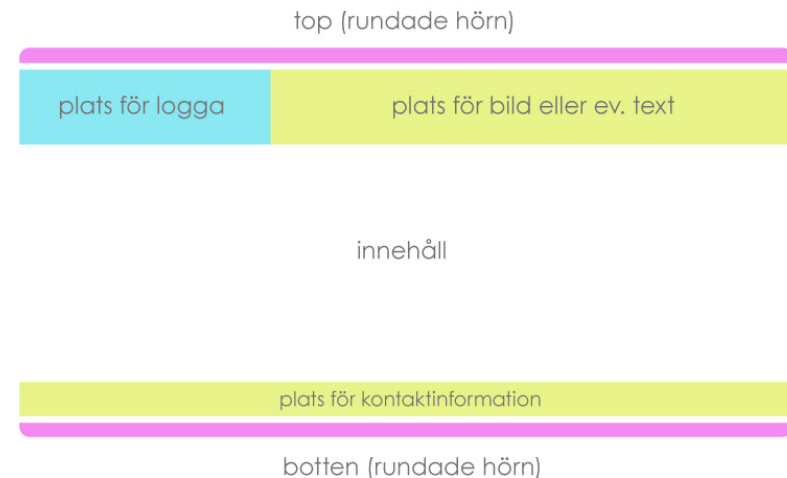 top (rundade hörn)
plats för logga
plats för bild eller ev. text
innehåll
plats för kontaktinformation
botten (rundade hörn)